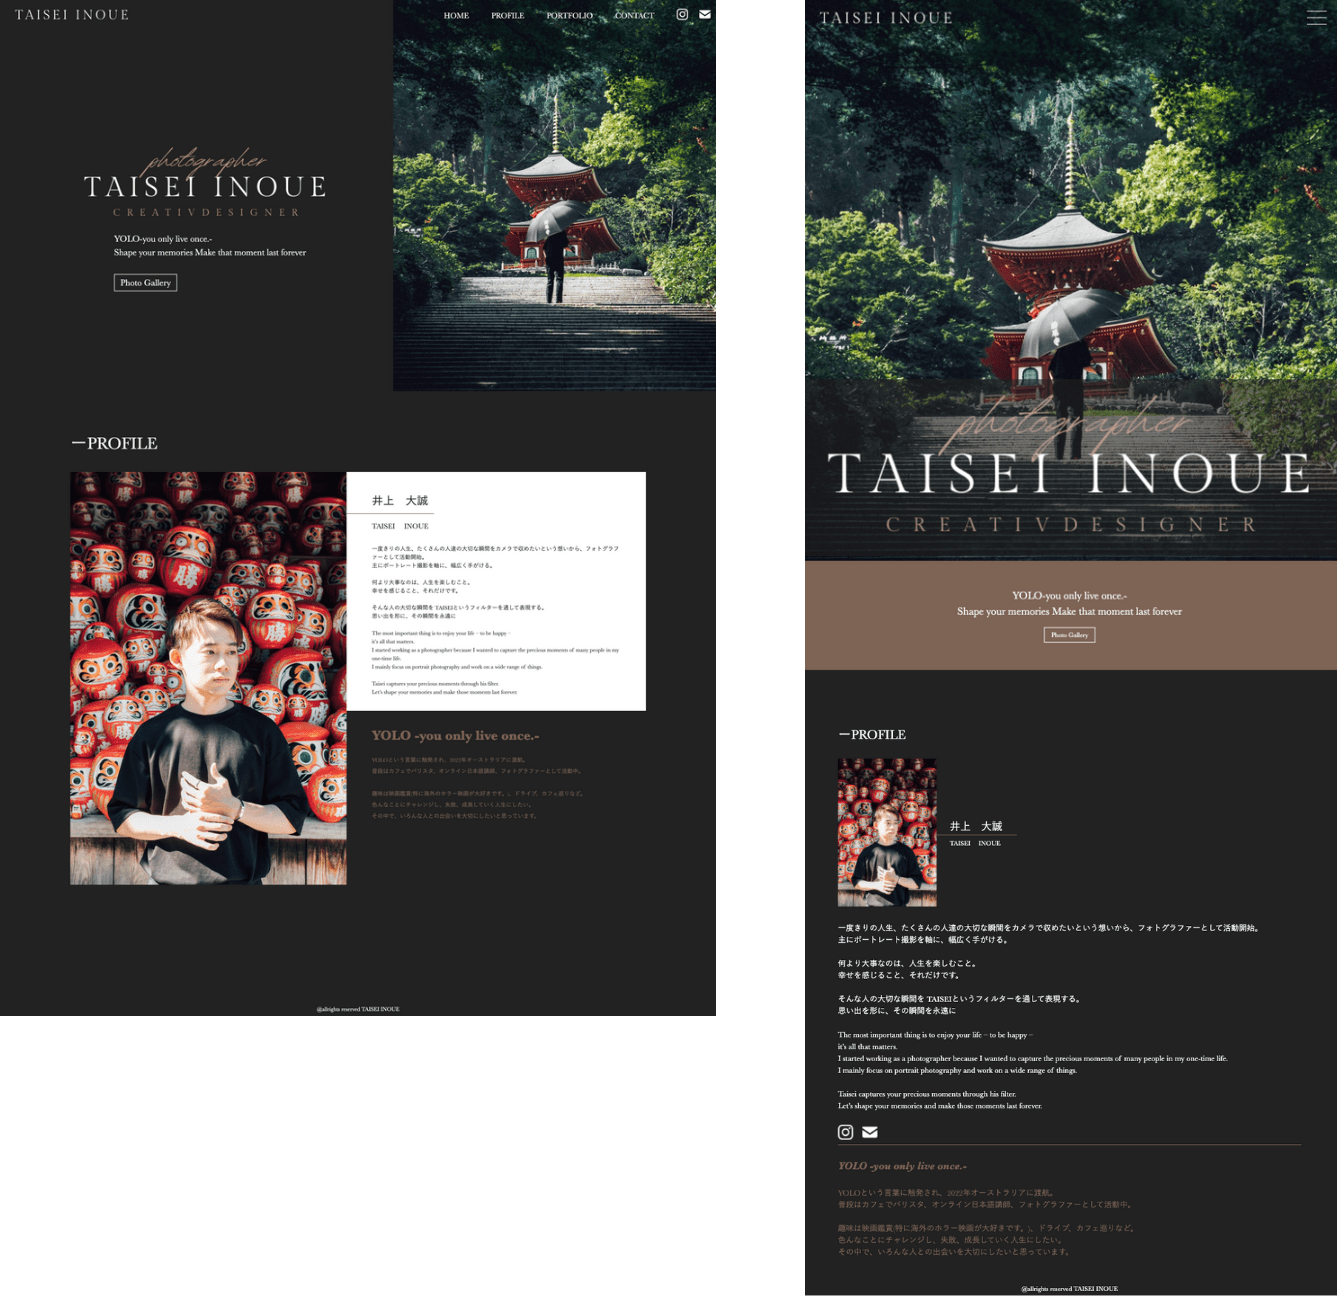 TAISEI INOUE
HOME PROFILE PORTFOLIO CONTACT
photographer
TAISEI INOUE
CREATIVDESIGNER
YOLO-you only live once.-
Shape your memories Make that moment last forever
Photo Gallery
ーPROFILE
井上　大誠
TAISEI INOUE
一度きりの人生、たくさんの人達の大切な瞬間をカメラで収めたいという想いから、フォトグラフ
ァーとして活動開始。
主にポートレート撮影を軸に、幅広く手がける。
何より大事なのは、人生を楽しむこと。
幸せを感じること、それだけです。
そんな人の大切な瞬間を TAISEIというフィルターを通して表現する。
思い出を形に、その瞬間を永遠に
The most important thing is to enjoy your life – to be happy –
it's all that matters.
I started working as a photographer because I wanted to capture the precious moments of many people in my
one-time life.
I mainly focus on portrait photography and work on a wide range of things.
Taisei captures your precious moments through his filter.
Let's shape your memories and make those moments last forever.
YOLO -you only live once.-
YOLOという言葉に触発され、2022年オーストラリアに渡航。
普段はカフェでバリスタ、オンライン日本語講師、フォトグラファーとして活動中。
趣味は映画鑑賞(特に海外のホラー映画が大好きです。)、ドライブ、カフェ巡りなど。
色んなことにチャレンジし、失敗、成長していく人生にしたい。
その中で、いろんな人との出会いを大切にしたいと思っています。
@allrights reserved TAISEI INOUE
TAISEI INOUE
photographer
TAISEI INOUE
CREATIVDESIGNER
YOLO-you only live once.-
Shape your memories Make that moment last forever
Photo Gallery
ーPROFILE
井上　大誠
TAISEI INOUE
一度きりの人生、たくさんの人達の大切な瞬間をカメラで収めたいという想いから、フォトグラファーとして活動開始。
主にポートレート撮影を軸に、幅広く手がける。
何より大事なのは、人生を楽しむこと。
幸せを感じること、それだけです。
そんな人の大切な瞬間を TAISEIというフィルターを通して表現する。
思い出を形に、その瞬間を永遠に
The most important thing is to enjoy your life – to be happy –
it's all that matters.
I started working as a photographer because I wanted to capture the precious moments of many people in my one-time life.
I mainly focus on portrait photography and work on a wide range of things.
Taisei captures your precious moments through his filter.
Let's shape your memories and make those moments last forever.
YOLO -you only live once.-
YOLOという言葉に触発され、2022年オーストラリアに渡航。
普段はカフェでバリスタ、オンライン日本語講師、フォトグラファーとして活動中。
趣味は映画鑑賞(特に海外のホラー映画が大好きです。)、ドライブ、カフェ巡りなど。
色んなことにチャレンジし、失敗、成長していく人生にしたい。
その中で、いろんな人との出会いを大切にしたいと思っています。
@allrights reserved TAISEI INOUE